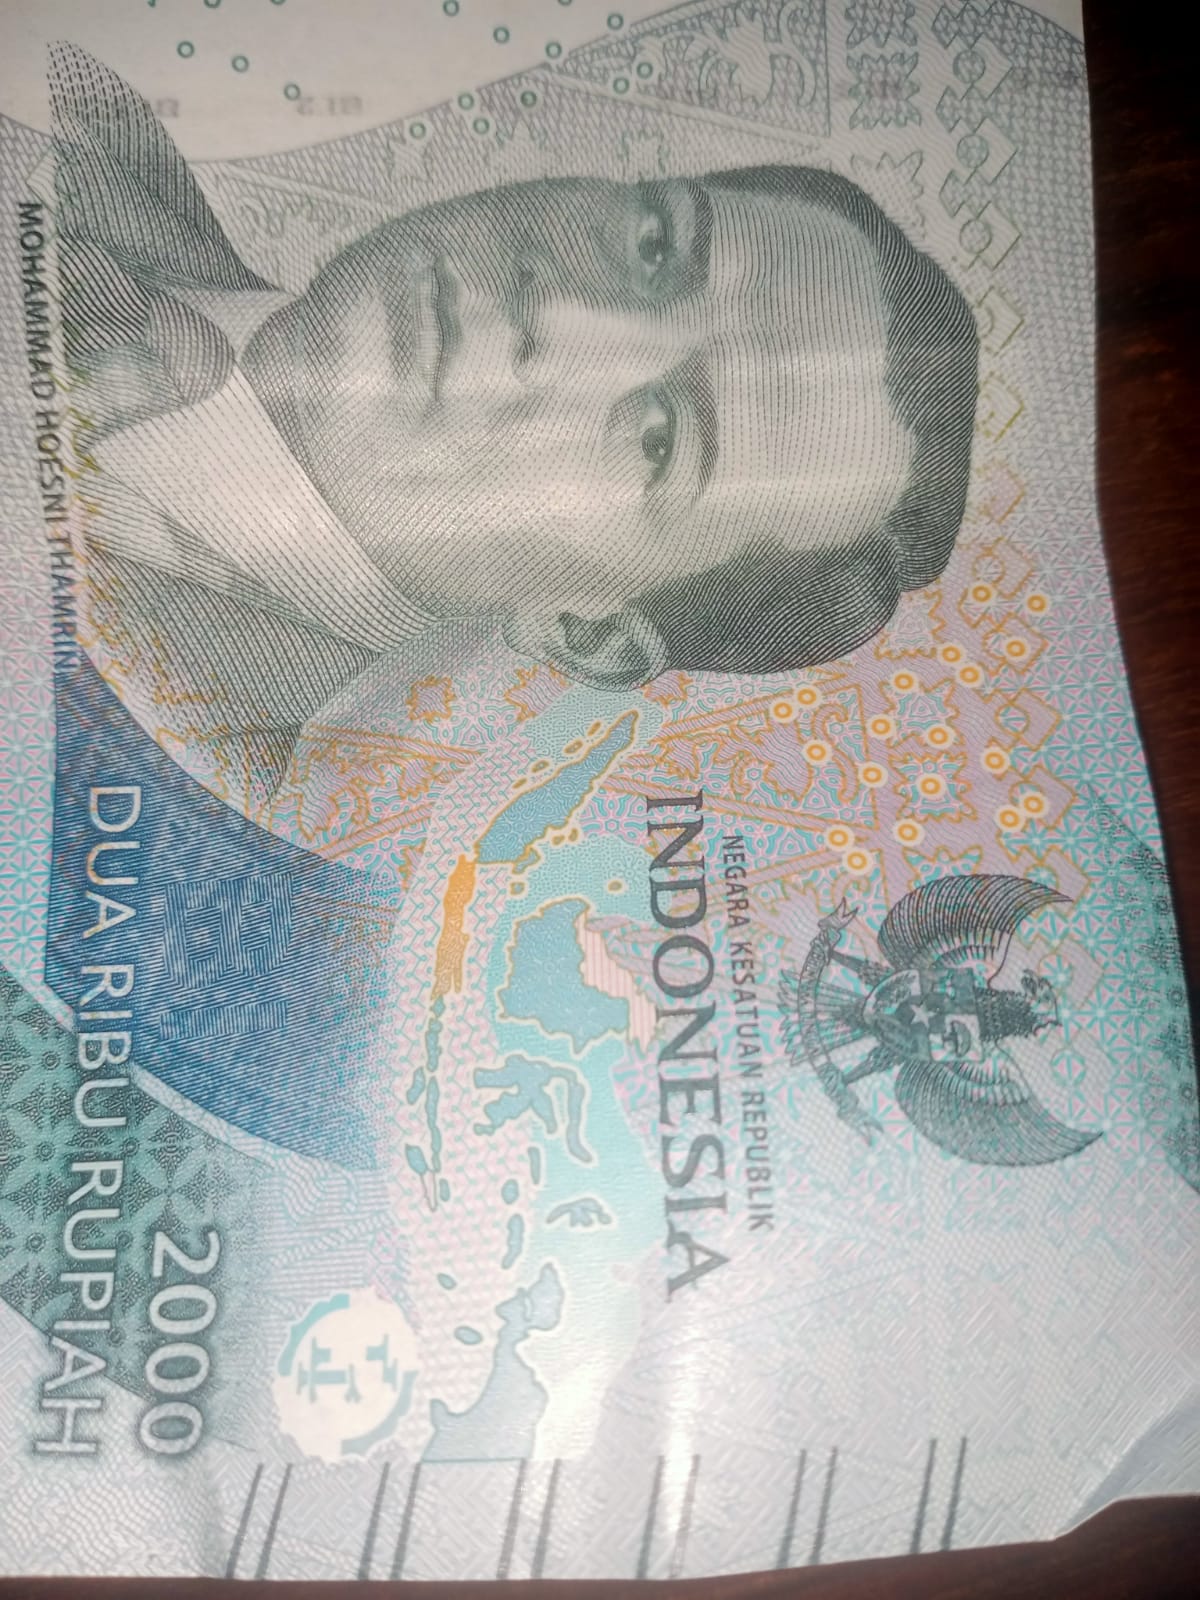 NEGARA KESATUAN REPUBLIK
INDONESIA
MOHAMMAD HOESNI THAMRIN
2000
DUA RIBU RUPIAH